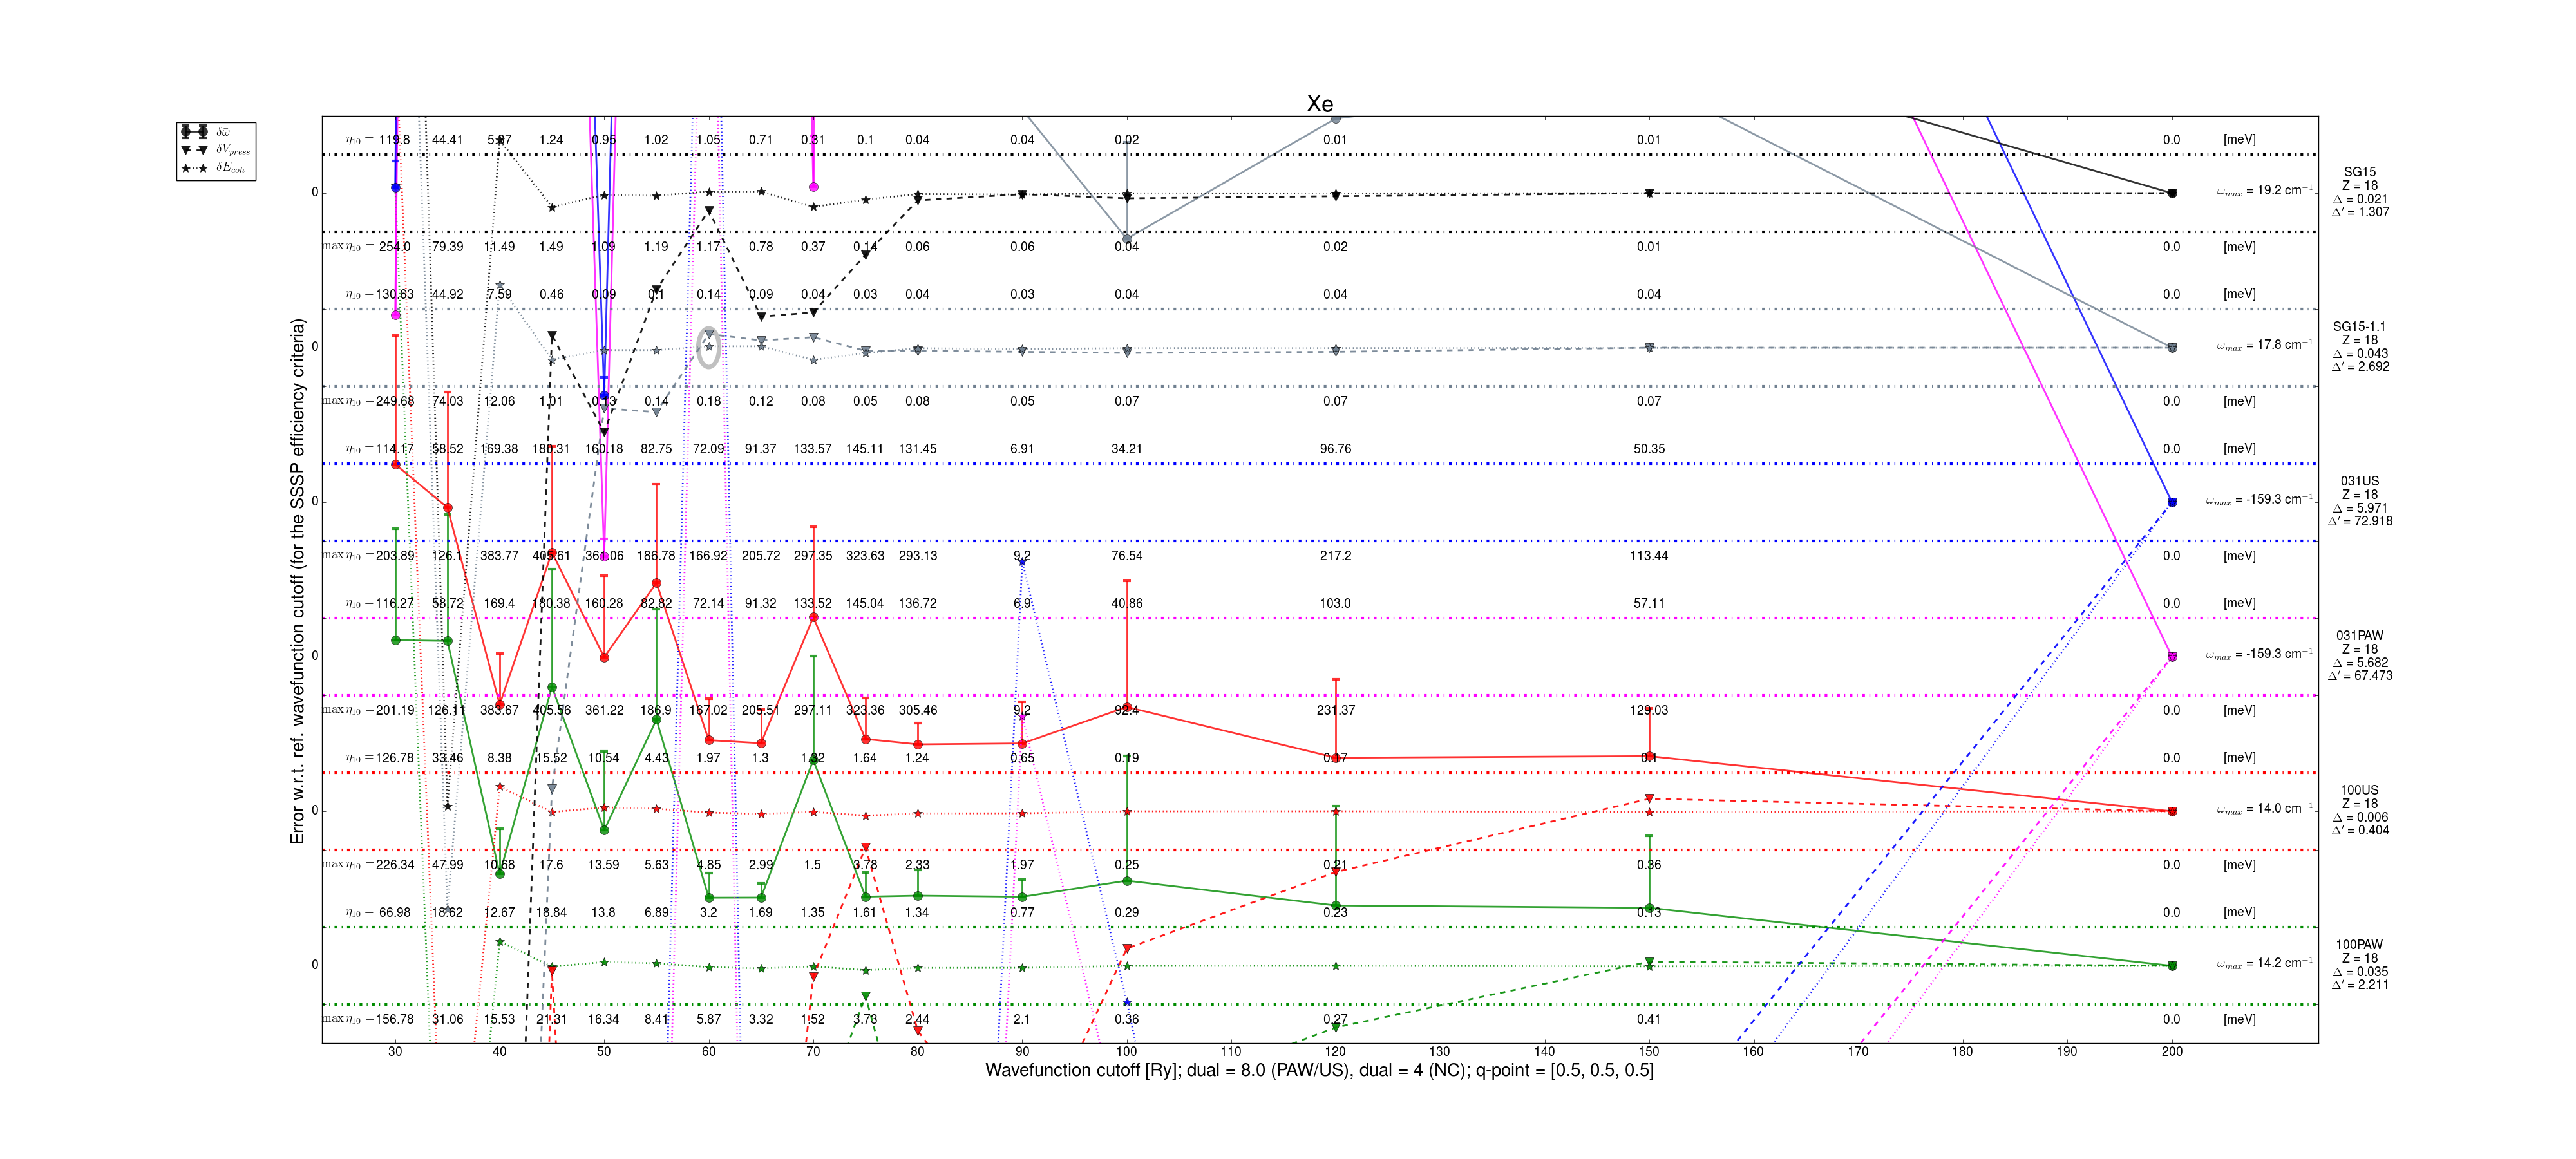 Xe
δω̄
δV_press
δE_coh
Error w.r.t. ref. wavefunction cutoff (for the SSSP efficiency criteria)
η₁₀ = 119.8 44.41 5.87 1.24 0.95 1.02 1.05 0.71 0.31 0.1 0.04 0.04 0.02 0.01 0.01 0.0 [meV]
0 ω_max = 19.2 cm⁻¹
max η₁₀ = 254.0 79.39 11.49 1.49 1.09 1.19 1.17 0.78 0.37 0.14 0.06 0.06 0.04 0.02 0.01 0.0 [meV]
SG15
Z = 18
Δ = 0.021
Δ′ = 1.307
η₁₀ = 130.63 44.92 7.59 0.46 0.09 0.1 0.14 0.09 0.04 0.03 0.04 0.03 0.04 0.04 0.04 0.0 [meV]
0 ω_max = 17.8 cm⁻¹
max η₁₀ = 249.68 74.03 12.06 1.01 0.13 0.14 0.18 0.12 0.08 0.05 0.08 0.05 0.07 0.07 0.07 0.0 [meV]
SG15-1.1
Z = 18
Δ = 0.043
Δ′ = 2.692
η₁₀ = 114.17 58.52 169.38 180.31 160.18 82.75 72.09 91.37 133.57 145.11 131.45 6.91 34.21 96.76 50.35 0.0 [meV]
0 ω_max = -159.3 cm⁻¹
max η₁₀ = 203.89 126.1 383.77 405.61 361.06 186.78 166.92 205.72 297.35 323.63 293.13 9.2 76.54 217.2 113.44 0.0 [meV]
031US
Z = 18
Δ = 5.971
Δ′ = 72.918
η₁₀ = 116.27 58.72 169.4 180.38 160.28 82.82 72.14 91.32 133.52 145.04 136.72 6.9 40.86 103.0 57.11 0.0 [meV]
0 ω_max = -159.3 cm⁻¹
max η₁₀ = 201.19 126.11 383.67 405.56 361.22 186.9 167.02 205.51 297.11 323.36 305.46 9.2 92.4 231.37 129.03 0.0 [meV]
031PAW
Z = 18
Δ = 5.682
Δ′ = 67.473
η₁₀ = 126.78 33.46 8.38 15.52 10.54 4.43 1.97 1.3 1.32 1.64 1.24 0.65 0.19 0.17 0.1 0.0 [meV]
0 ω_max = 14.0 cm⁻¹
max η₁₀ = 226.34 47.99 10.68 17.6 13.59 5.63 4.85 2.99 1.5 3.78 2.33 1.97 0.25 0.21 0.36 0.0 [meV]
100US
Z = 18
Δ = 0.006
Δ′ = 0.404
η₁₀ = 66.98 18.62 12.67 18.84 13.8 6.89 3.2 1.69 1.35 1.61 1.34 0.77 0.29 0.23 0.13 0.0 [meV]
0 ω_max = 14.2 cm⁻¹
max η₁₀ = 156.78 31.06 15.53 21.31 16.34 8.41 5.87 3.32 1.52 3.73 2.44 2.1 0.36 0.27 0.41 0.0 [meV]
100PAW
Z = 18
Δ = 0.035
Δ′ = 2.211
30 40 50 60 70 80 90 100 110 120 130 140 150 160 170 180 190 200
Wavefunction cutoff [Ry]; dual = 8.0 (PAW/US), dual = 4 (NC); q-point = [0.5, 0.5, 0.5]